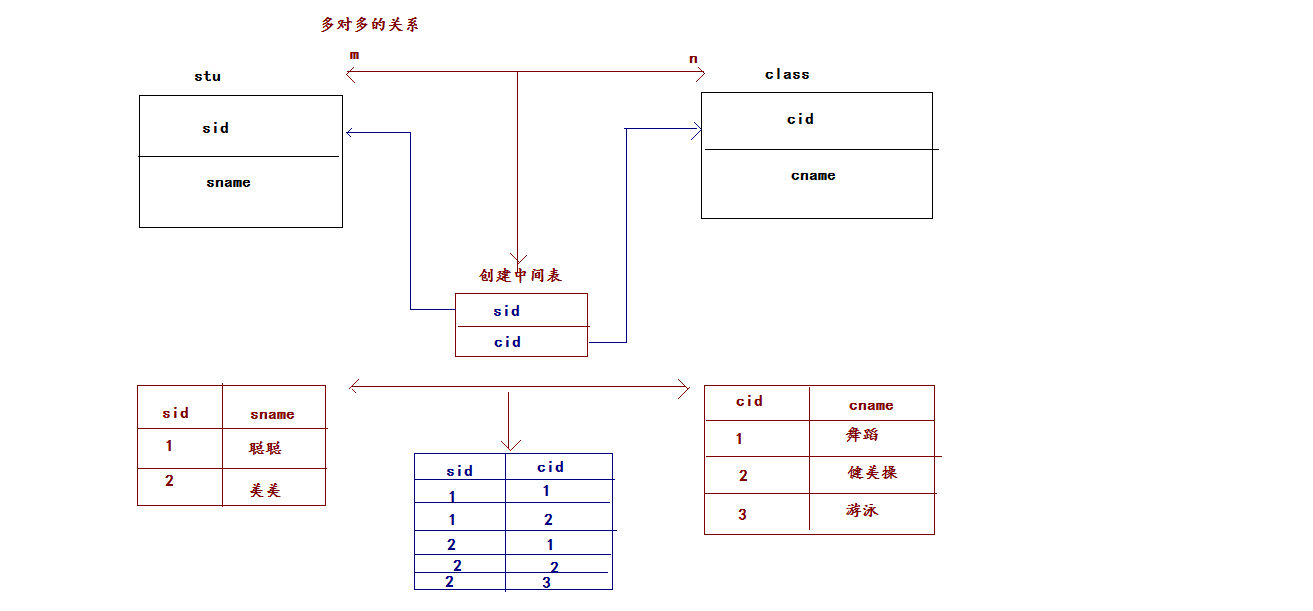 多对多的关系
m n
stu class
sid cid
sname cname
创建中间表
sid
cid
sid sname
1 聪聪
2 美美
sid cid
1 1
1 2
2 1
2 2
2 3
cid cname
1 舞蹈
2 健美操
3 游泳